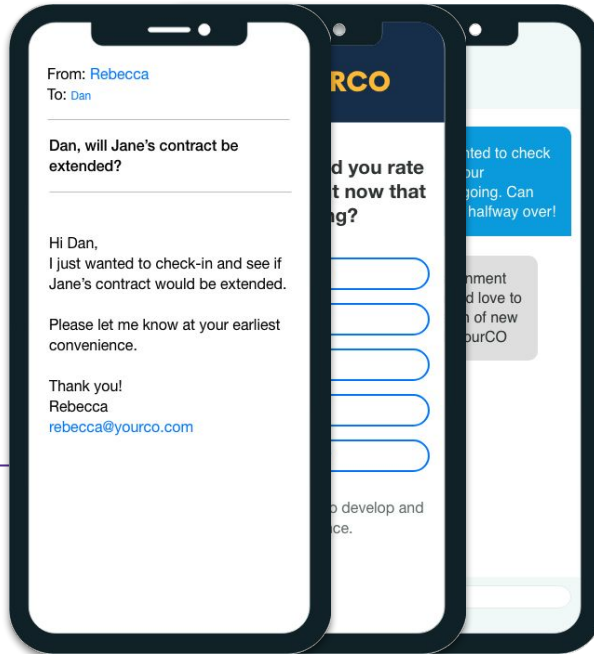 From: Rebecca
To: Dan
Dan, will Jane's contract be
extended?
Hi Dan,
I just wanted to check-in and see if
Jane's contract would be extended.
Please let me know at your earliest
convenience.
Thank you!
Rebecca
rebecca@yourco.com
RCO
d you rate
t now that
g?
o develop and
ce.
nted to check
our
going. Can
halfway over!
nment
d love to
n of new
ourCO